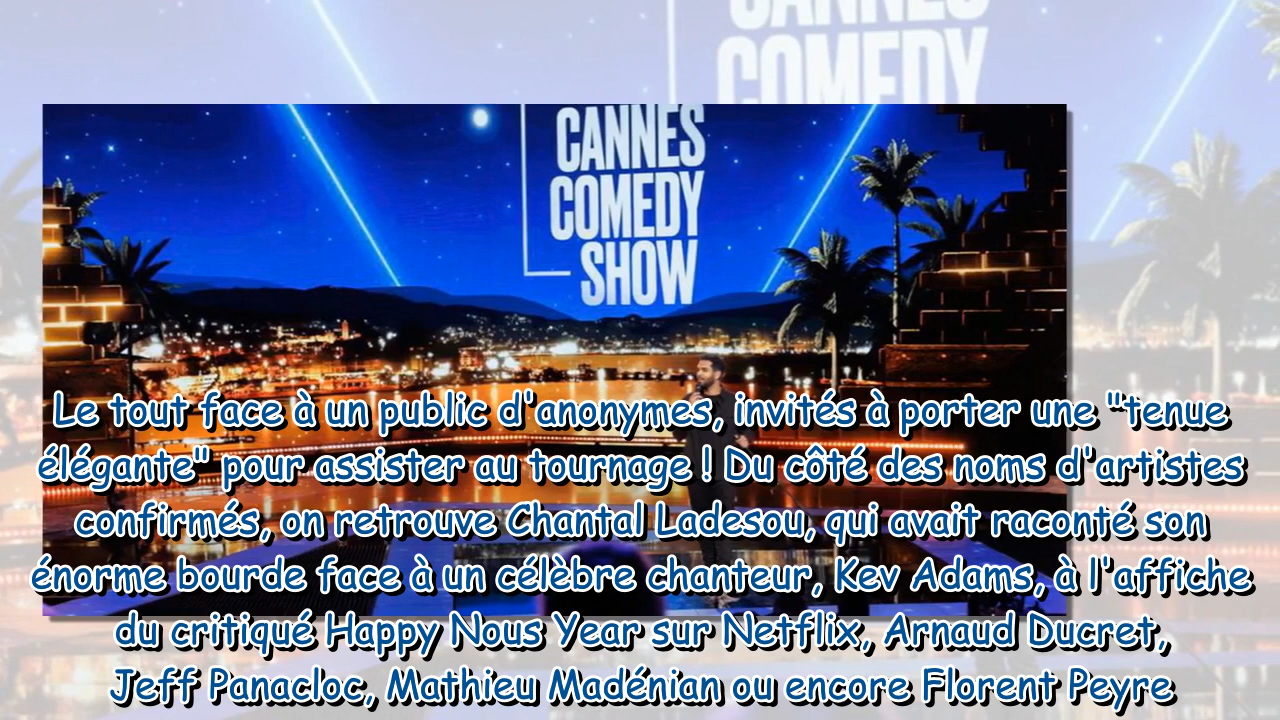 CANNES
COMEDY
CANNES
COMEDY
SHOW
Le tout face à un public d'anonymes, invités à porter une "tenue
élégante" pour assister au tournage ! Du côté des noms d'artistes
confirmés, on retrouve Chantal Ladesou, qui avait raconté son
énorme bourde face à un célèbre chanteur, Kev Adams, à l'affiche
du critiqué Happy Nous Year sur Netflix, Arnaud Ducret,
Jeff Panacloc, Mathieu Madénian ou encore Florent Peyre